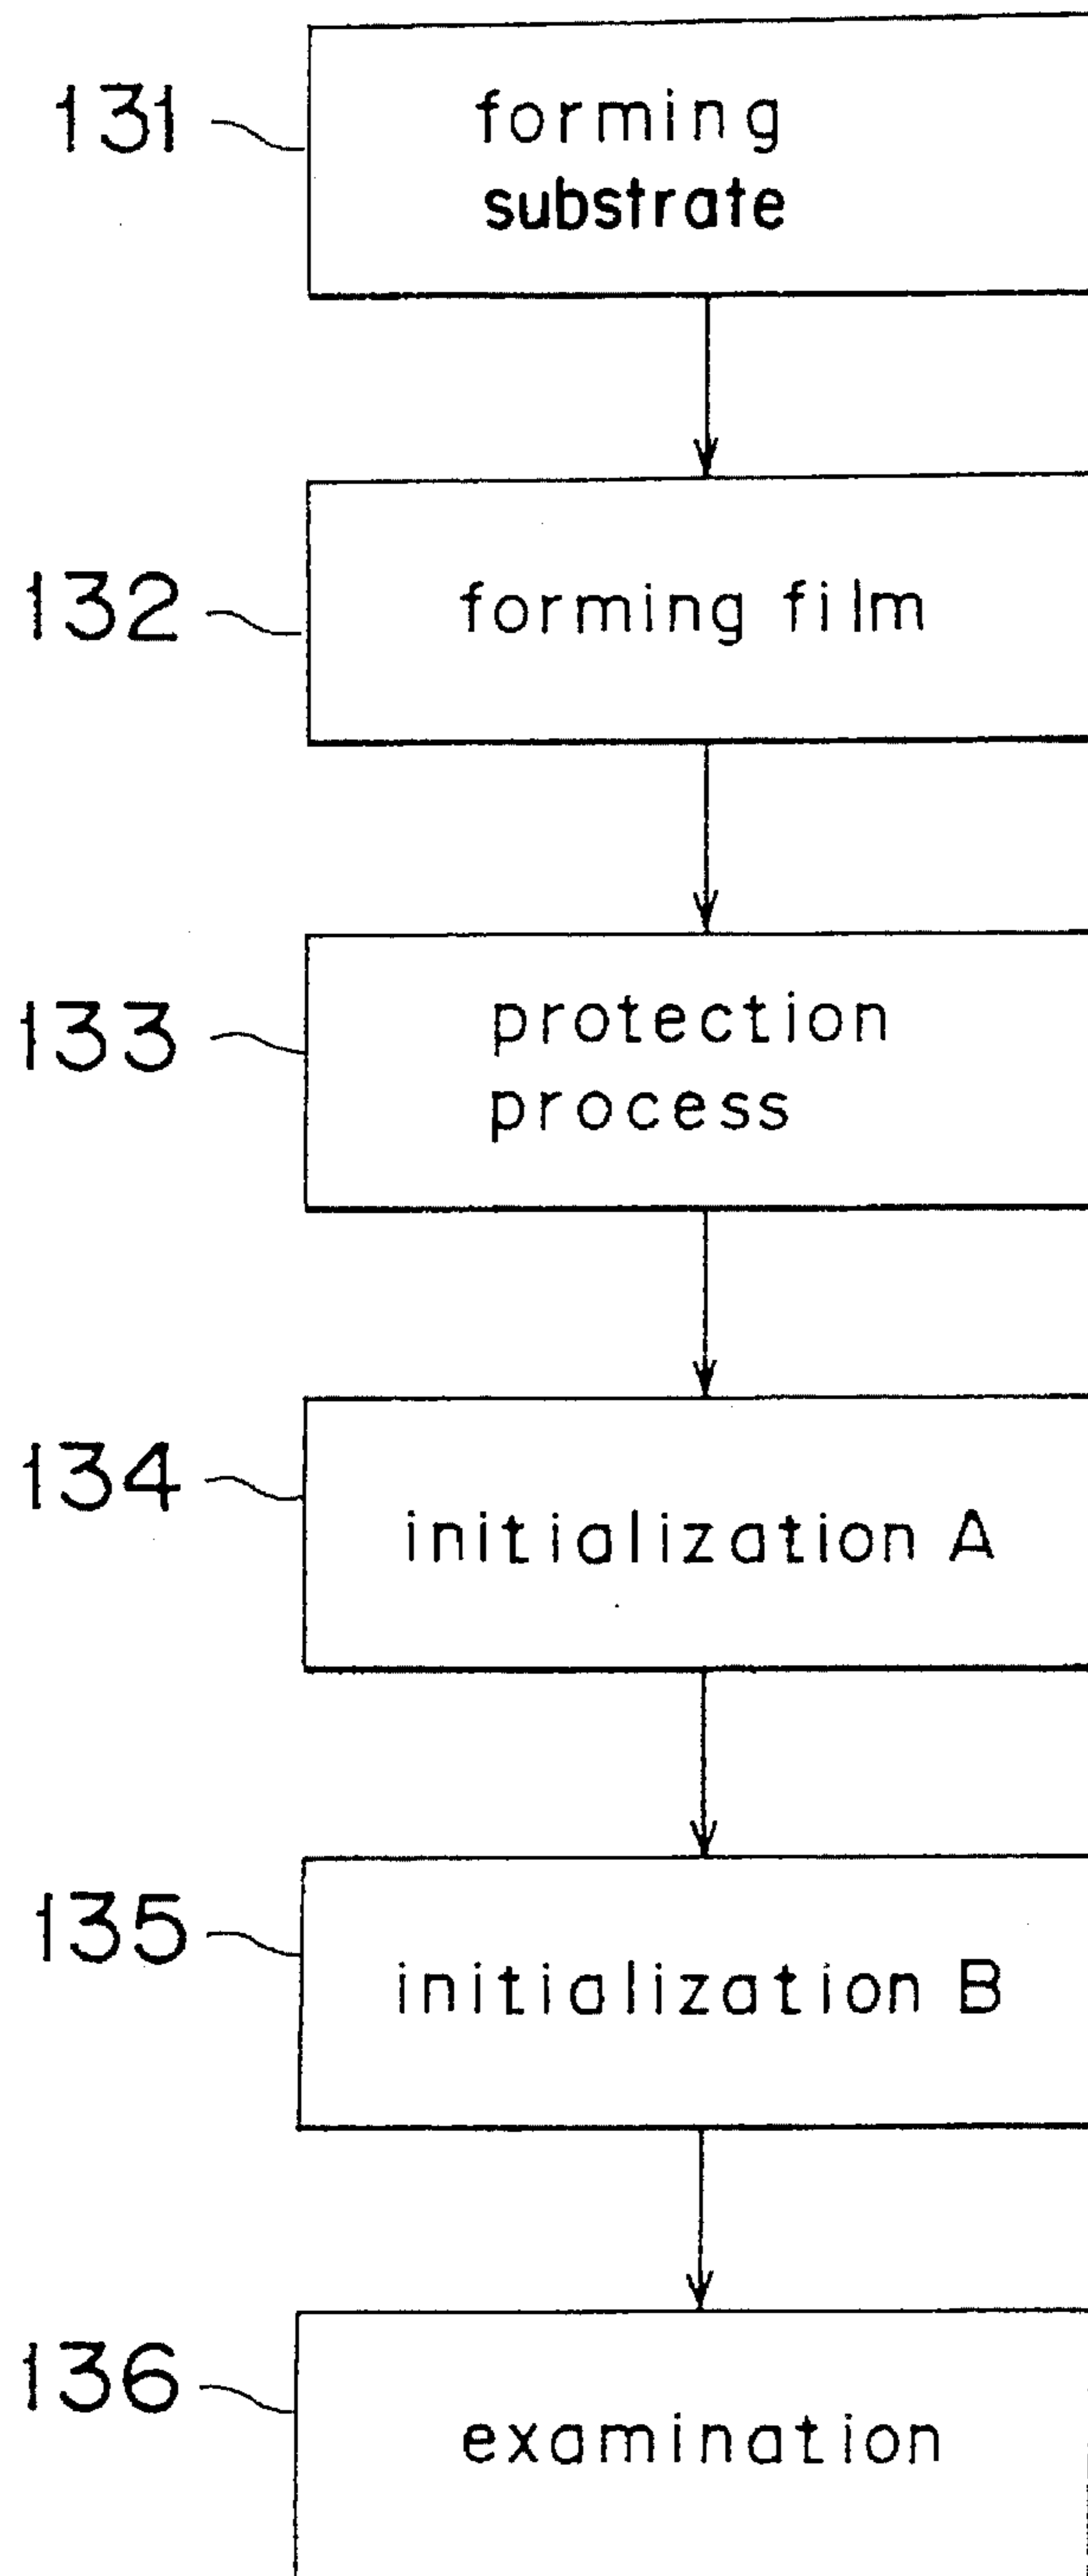 131
forming
substrate
132
forming film
133
protection
process
134
initialization A
135
initialization B
136
examination